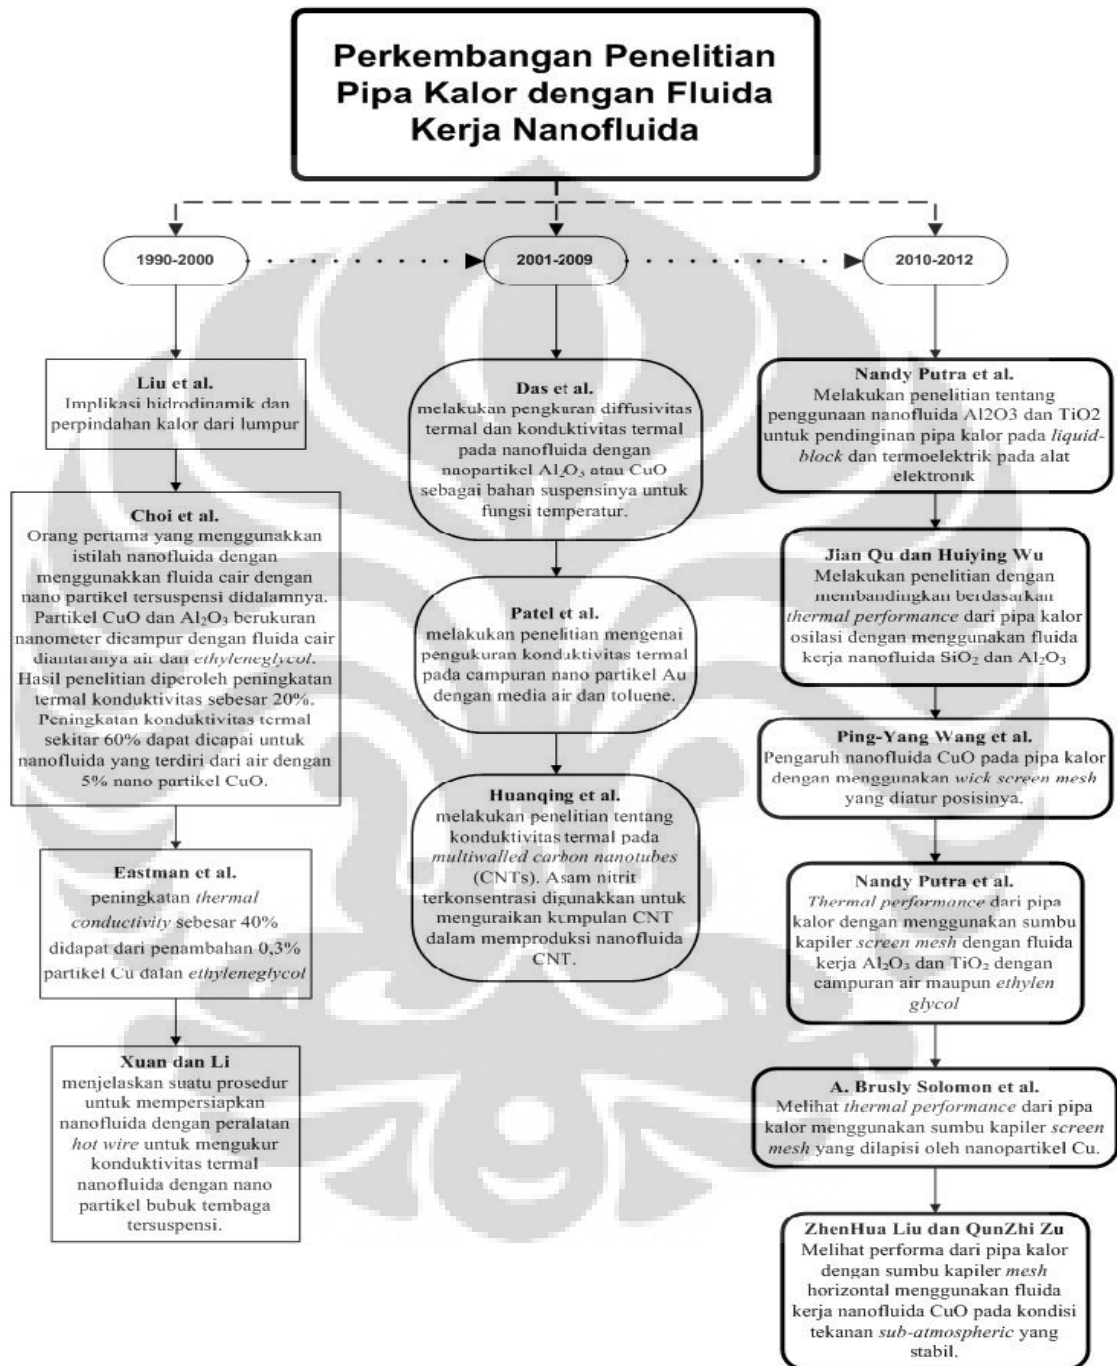 Perkembangan Penelitian
Pipa Kalor dengan Fluida
Kerja Nanofluida
1990-2000
2001-2009
2010-2012
Liu et al.
Implikasi hidrodinamik dan
perpindahan kalor dari lumpur
Choi et al.
Orang pertama yang menggunakkan
istilah nanofluida dengan
menggunakkan fluida cair dengan
nano partikel tersuspensi didalamnya.
Partikel CuO dan Al₂O₃ berukuran
nanometer dicampur dengan fluida cair
diantaranya air dan ethyleneglycol.
Hasil penelitian diperoleh peningkatan
termal konduktivitas sebesar 20%.
Peningkatan konduktivitas termal
sekitar 60% dapat dicapai untuk
nanofluida yang terdiri dari air dengan
5% nano partikel CuO.
Eastman et al.
peningkatan thermal
conductivity sebesar 40%
didapat dari penambahan 0,3%
partikel Cu dalan ethyleneglycol
Xuan dan Li
menjelaskan suatu prosedur
untuk mempersiapkan
nanofluida dengan peralatan
hot wire untuk mengukur
konduktivitas termal
nanofluida dengan nano
partikel bubuk tembaga
tersuspensi.
Das et al.
melakukan pengkuran diffusivitas
termal dan konduktivitas termal
pada nanofluida dengan
naopartikel Al₂O₃ atau CuO
sebagai bahan suspensinya untuk
fungsi temperatur.
Patel et al.
melakukan penelitian mengenai
pengukuran konduktivitas termal
pada campuran nano partikel Au
dengan media air dan toluene.
Huanqing et al.
melakukan penelitian tentang
konduktivitas termal pada
multiwalled carbon nanotubes
(CNTs). Asam nitrit
terkonsentrasi digunakkan untuk
menguraikan kumpulan CNT
dalam memproduksi nanofluida
CNT.
Nandy Putra et al.
Melakukan penelitian tentang
penggunaan nanofluida Al2O3 dan TiO2
untuk pendinginan pipa kalor pada liquid-
block dan termoelektrik pada alat
elektronik
Jian Qu dan Huiying Wu
Melakukan penelitian dengan
membandingkan berdasarkan
thermal performance dari pipa kalor
osilasi dengan menggunakan fluida
kerja nanofluida SiO₂ dan Al₂O₃
Ping-Yang Wang et al.
Pengaruh nanofluida CuO pada pipa kalor
dengan menggunakan wick screen mesh
yang diatur posisinya.
Nandy Putra et al.
Thermal performance dari pipa
kalor dengan menggunakan sumbu
kapiler screen mesh dengan fluida
kerja Al₂O₃ dan TiO₂ dengan
campuran air maupun ethylen
glycol
A. Brusly Solomon et al.
Melihat thermal performance dari pipa
kalor menggunakan sumbu kapiler screen
mesh yang dilapisi oleh nanopartikel Cu.
ZhenHua Liu dan QunZhi Zu
Melihat performa dari pipa kalor
dengan sumbu kapiler mesh
horizontal menggunakan fluida
kerja nanofluida CuO pada kondisi
tekanan sub-atmospheric yang
stabil.